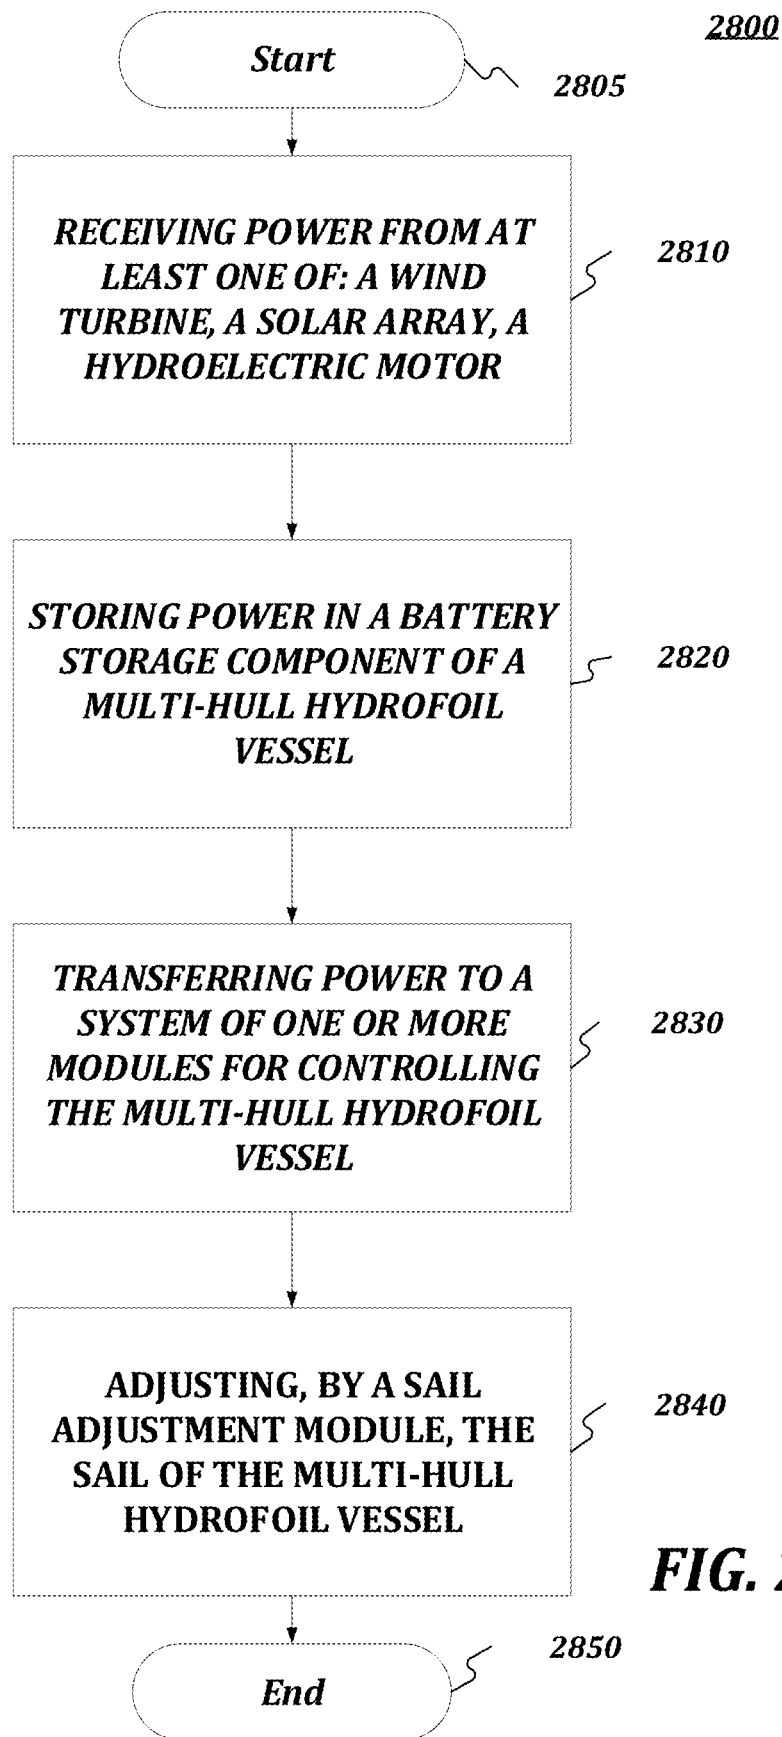 2800
Start
2805
RECEIVING POWER FROM AT
LEAST ONE OF: A WIND
TURBINE, A SOLAR ARRAY, A
HYDROELECTRIC MOTOR
2810
STORING POWER IN A BATTERY
STORAGE COMPONENT OF A
MULTI-HULL HYDROFOIL
VESSEL
2820
TRANSFERRING POWER TO A
SYSTEM OF ONE OR MORE
MODULES FOR CONTROLLING
THE MULTI-HULL HYDROFOIL
VESSEL
2830
ADJUSTING, BY A SAIL
ADJUSTMENT MODULE, THE
SAIL OF THE MULTI-HULL
HYDROFOIL VESSEL
2840
FIG.
2850
End